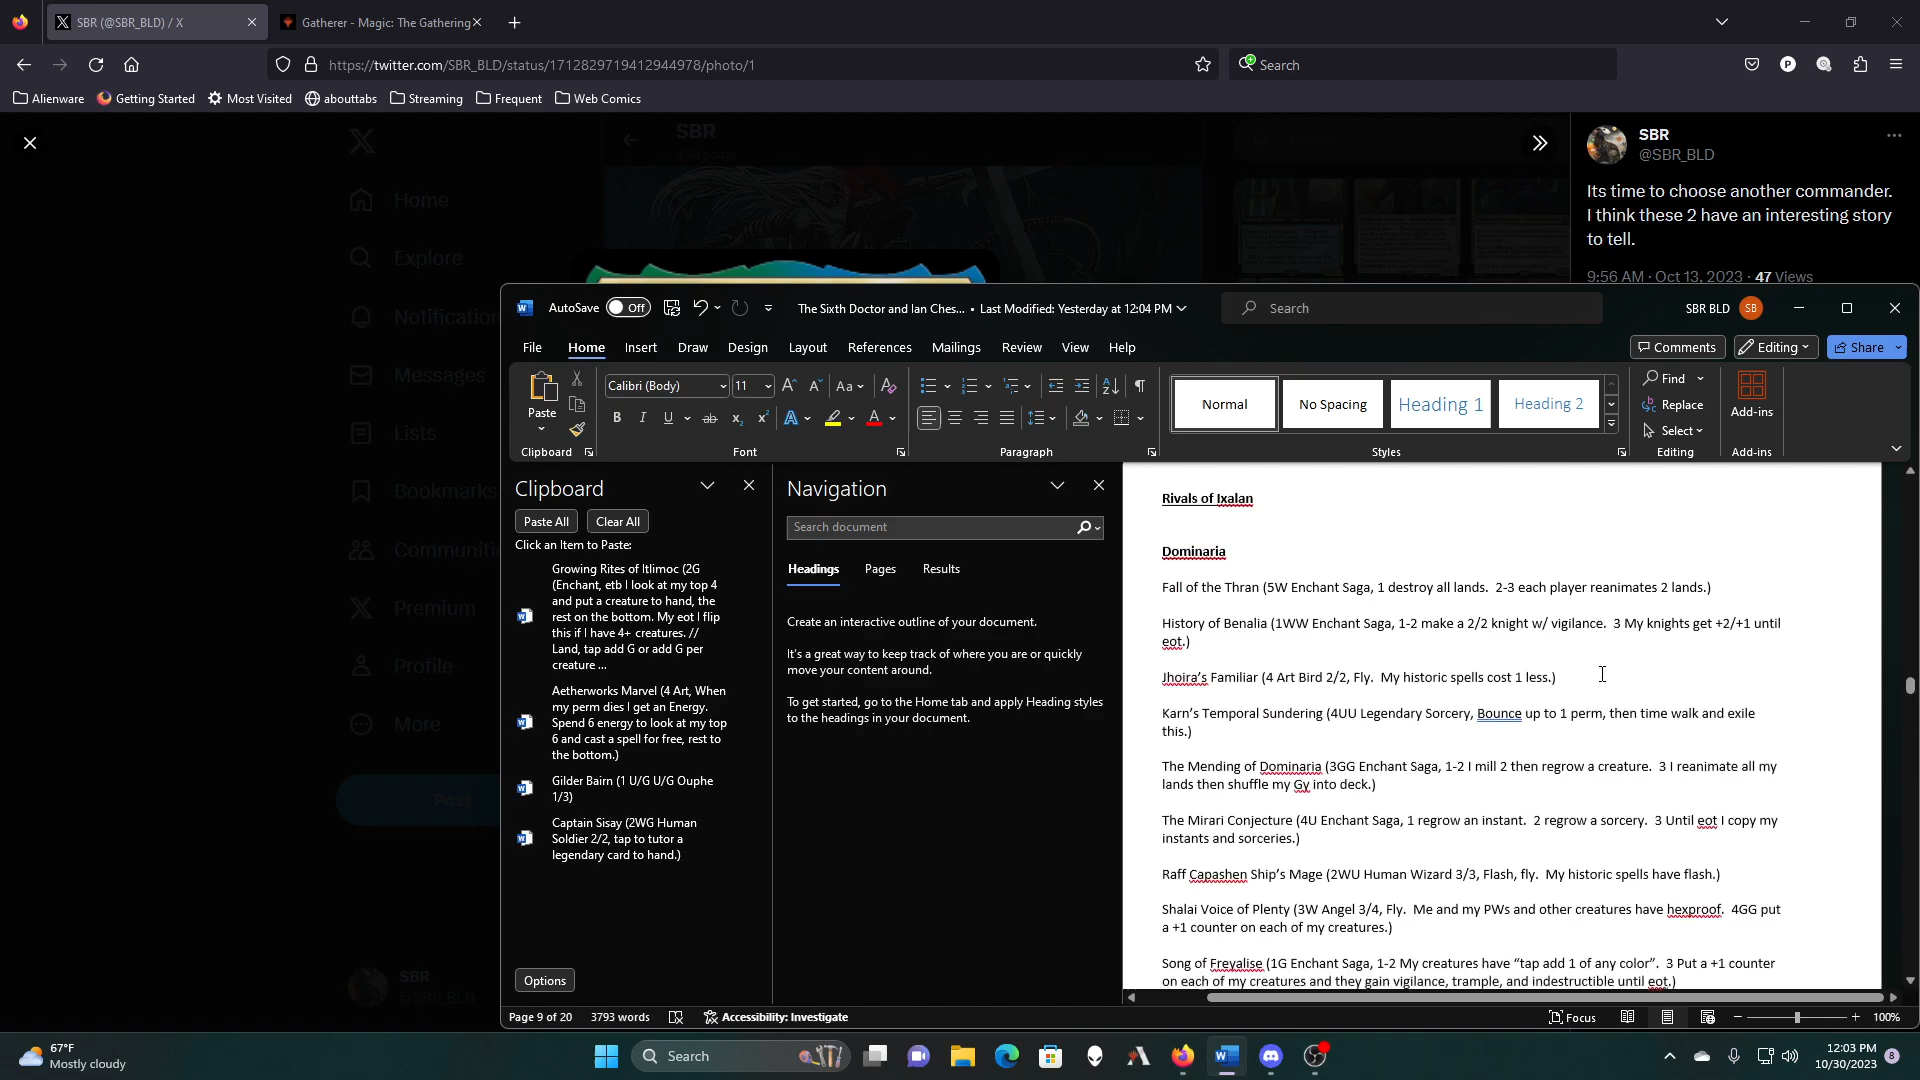 SBR (@SBR_BLD) / X
Gatherer - Magic: The Gathering
https://twitter.com/SBR_BLD/status/1712829719412944978/photo/1
Search
Alienware
Getting Started
Most Visited
abouttabs
Streaming
Frequent
Web Comics
SBR
Home
Explore
Notification
Messages
Lists
Bookmarks
Communiti
Premium
Profile
More
Post
SBR
@SBR_BLD
SBR
@SBR_BLD
Its time to choose another commander.
I think these 2 have an interesting story
to tell.
9:56 AM · Oct 13, 2023 · 47 Views
AutoSave
Off
The Sixth Doctor and Ian Ches... • Last Modified: Yesterday at 12:04 PM
Search
SBR BLD
SB
File
Home
Insert
Draw
Design
Layout
References
Mailings
Review
View
Help
Comments
Editing
Share
Paste
Clipboard
Calibri (Body)
11
Font
Paragraph
Normal
No Spacing
Heading 1
Heading 2
Styles
Find
Replace
Select
Editing
Add-ins
Add-ins
Clipboard
Paste All
Clear All
Click an Item to Paste:
Growing Rites of Itlimoc (2G
(Enchant, etb I look at my top 4
and put a creature to hand, the
rest on the bottom. My eot I flip
this if I have 4+ creatures. //
Land, tap add G or add G per
creature ...
Aetherworks Marvel (4 Art, When
my perm dies I get an Energy.
Spend 6 energy to look at my top
6 and cast a spell for free, rest to
the bottom.)
Gilder Bairn (1 U/G U/G Ouphe
1/3)
Captain Sisay (2WG Human
Soldier 2/2, tap to tutor a
legendary card to hand.)
Options
Navigation
Search document
Headings
Pages
Results
Create an interactive outline of your document.
It's a great way to keep track of where you are or quickly
move your content around.
To get started, go to the Home tab and apply Heading styles
to the headings in your document.
Rivals of Ixalan
Dominaria
Fall of the Thran (5W Enchant Saga, 1 destroy all lands.  2-3 each player reanimates 2 lands.)
History of Benalia (1WW Enchant Saga, 1-2 make a 2/2 knight w/ vigilance.  3 My knights get +2/+1 until
eot.)
Jhoira's Familiar (4 Art Bird 2/2, Fly.  My historic spells cost 1 less.)
Karn's Temporal Sundering (4UU Legendary Sorcery, Bounce up to 1 perm, then time walk and exile
this.)
The Mending of Dominaria (3GG Enchant Saga, 1-2 I mill 2 then regrow a creature.  3 I reanimate all my
lands then shuffle my Gy into deck.)
The Mirari Conjecture (4U Enchant Saga, 1 regrow an instant.  2 regrow a sorcery.  3 Until eot I copy my
instants and sorceries.)
Raff Capashen Ship's Mage (2WU Human Wizard 3/3, Flash, fly.  My historic spells have flash.)
Shalai Voice of Plenty (3W Angel 3/4, Fly.  Me and my PWs and other creatures have hexproof.  4GG put
a +1 counter on each of my creatures.)
Song of Freyalise (1G Enchant Saga, 1-2 My creatures have “tap add 1 of any color”.  3 Put a +1 counter
on each of my creatures and they gain vigilance, trample, and indestructible until eot.)
Page 9 of 20
3793 words
Accessibility: Investigate
Focus
100%
67°F
Mostly cloudy
Search
12:03 PM
10/30/2023
8